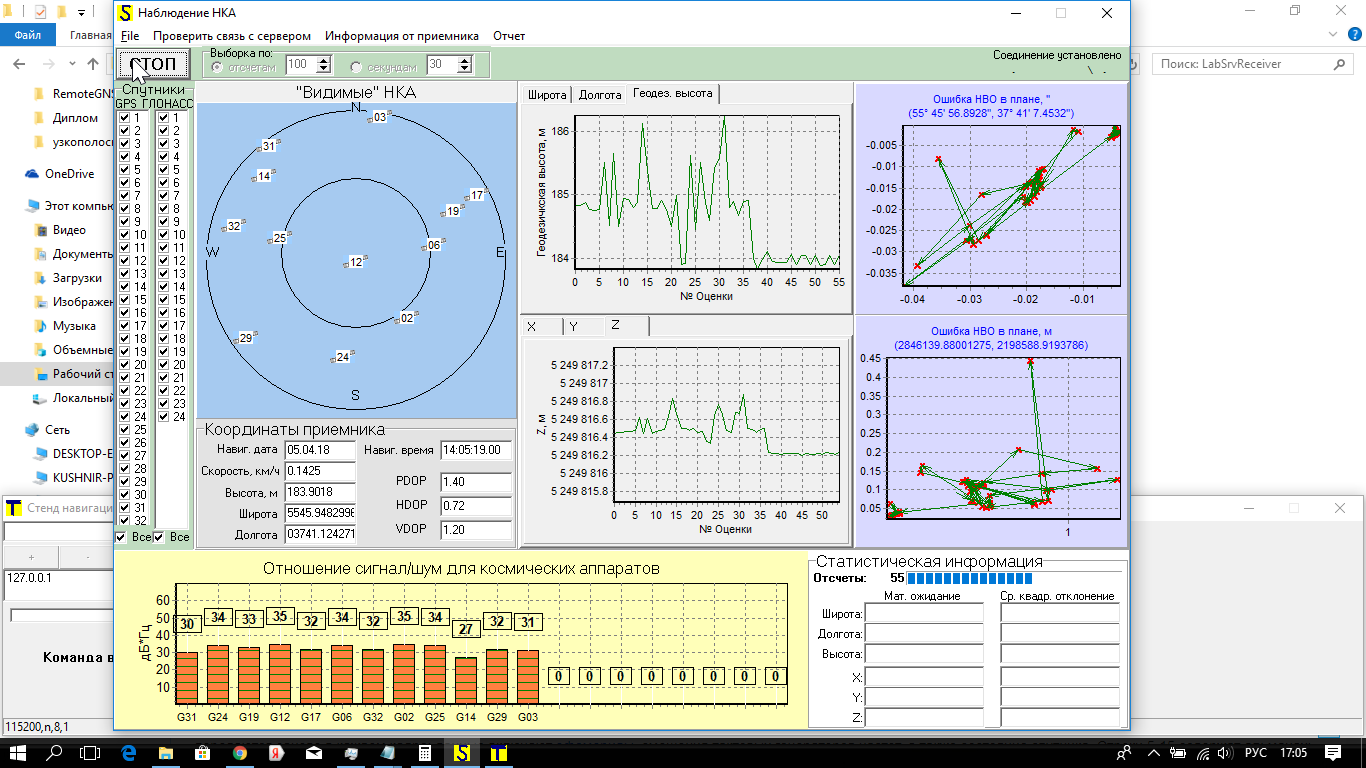 Наблюдение НКА
Файл
Главная
File Проверить связь с сервером Информация от приемника Отчет
СТОП
Выборка по:
отсчетам 100 секундам 30
Соединение установлено
Поиск: LabSrvReceiver
RemoteGN
Диплом
узкополос
OneDrive
Этот компью
Видео
Документы
Загрузки
Изображен
Музыка
Объемные
Рабочий ст
Локальный
Сеть
DESKTOP-E
KUSHNIR-P
Спутники
GPS ГЛОНАСС
1 1
2 2
3 3
4 4
5 5
6 6
7 7
8 8
9 9
10 10
11 11
12 12
13 13
14 14
15 15
16 16
17 17
18 18
19 19
20 20
21 21
22 22
23 23
24 24
25
26
27
28
29
30
31
32
Все Все
"Видимые" НКА
N
03
31
14
17
19
32
25
06
W
E
12
02
29
24
S
Широта Долгота Геодез. высота
Геодезичкская высота, м
186
185
184
0 5 10 15 20 25 30 35 40 45 50 55
№ Оценки
X Y Z
Z, м
5 249 817.2
5 249 817
5 249 816.8
5 249 816.6
5 249 816.4
5 249 816.2
5 249 816
5 249 815.8
0 5 10 15 20 25 30 35 40 45 50
№ Оценки
Ошибка НВО в плане, "
(55° 45' 56.8928", 37° 41' 7.4532")
-0.005
-0.01
-0.015
-0.02
-0.025
-0.03
-0.035
-0.04 -0.03 -0.02 -0.01
Ошибка НВО в плане, м
(2846139.88001275, 2198588.9193786)
0.45
0.4
0.35
0.3
0.25
0.2
0.15
0.1
0.05
1
Координаты приемника
Навиг. дата 05.04.18 Навиг. время 14:05:19.00
Скорость, км/ч 0.1425
PDOP 1.40
Высота, м 183.9018
HDOP 0.72
Широта 5545.9482996
VDOP 1.20
Долгота 03741.124271
Стенд навигаци
+ -
127.0.0.1
Команда в
115200,n,8,1
Отношение сигнал/шум для космических аппаратов
дБ*Гц
60
50
40
30
20
10
30 34 33 35 32 34 32 35 34 27 32 31 0 0 0 0 0 0 0 0
G31 G24 G19 G12 G17 G06 G32 G02 G25 G14 G29 G03
Статистическая информация
Отсчеты: 55
Мат. ожидание Ср. квадр. отклонение
Широта:
Долгота:
Высота:
X:
Y:
Z:
РУС 17:05